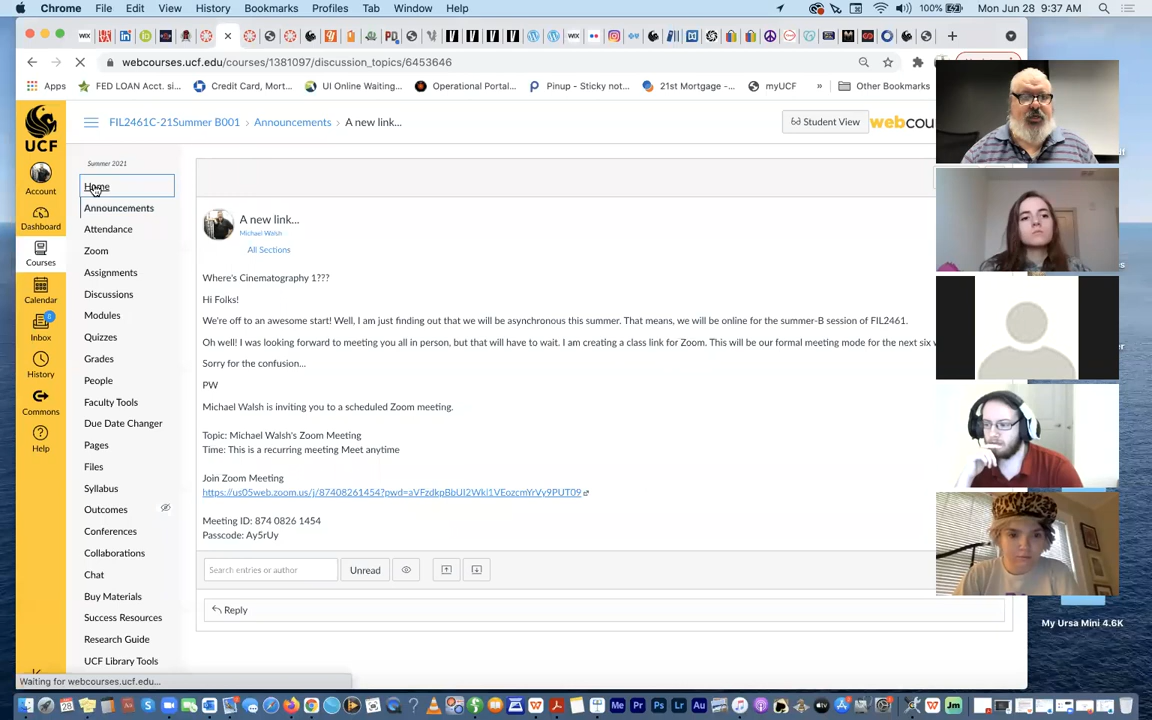 Chrome File Edit View History Bookmarks Profiles Tab Window Help 100% Mon Jun 28 9:37 AM
webcourses.ucf.edu/courses/1381097/discussion_topics/6453646
Apps FED LOAN Acct. si... Credit Card, Mort... UI Online Waiting... Operational Portal... Pinup - Sticky not... 21st Mortgage -... myUCF » Other Bookmarks
UCF
Account
Dashboard
Courses
Calendar
8
Inbox
History
Commons
Help
FIL2461C-21Summer B001 > Announcements > A new link...
Student View
webcou
Summer 2021
Home
Announcements
Attendance
Zoom
Assignments
Discussions
Modules
Quizzes
Grades
People
Faculty Tools
Due Date Changer
Pages
Files
Syllabus
Outcomes
Conferences
Collaborations
Chat
Buy Materials
Success Resources
Research Guide
UCF Library Tools
A new link...
Michael Walsh
All Sections
Where's Cinematography 1???
Hi Folks!
We're off to an awesome start! Well, I am just finding out that we will be asynchronous this summer. That means, we will be online for the summer-B session of FIL2461.
Oh well! I was looking forward to meeting you all in person, but that will have to wait. I am creating a class link for Zoom. This will be our formal meeting mode for the next six w
Sorry for the confusion...
PW
Michael Walsh is inviting you to a scheduled Zoom meeting.
Topic: Michael Walsh's Zoom Meeting
Time: This is a recurring meeting Meet anytime
Join Zoom Meeting
Meeting ID: 874 0826 1454
Passcode: Ay5rUy
Search entries or author Unread
Reply
Waiting for webcourses.ucf.edu...
My Ursa Mini 4.6K